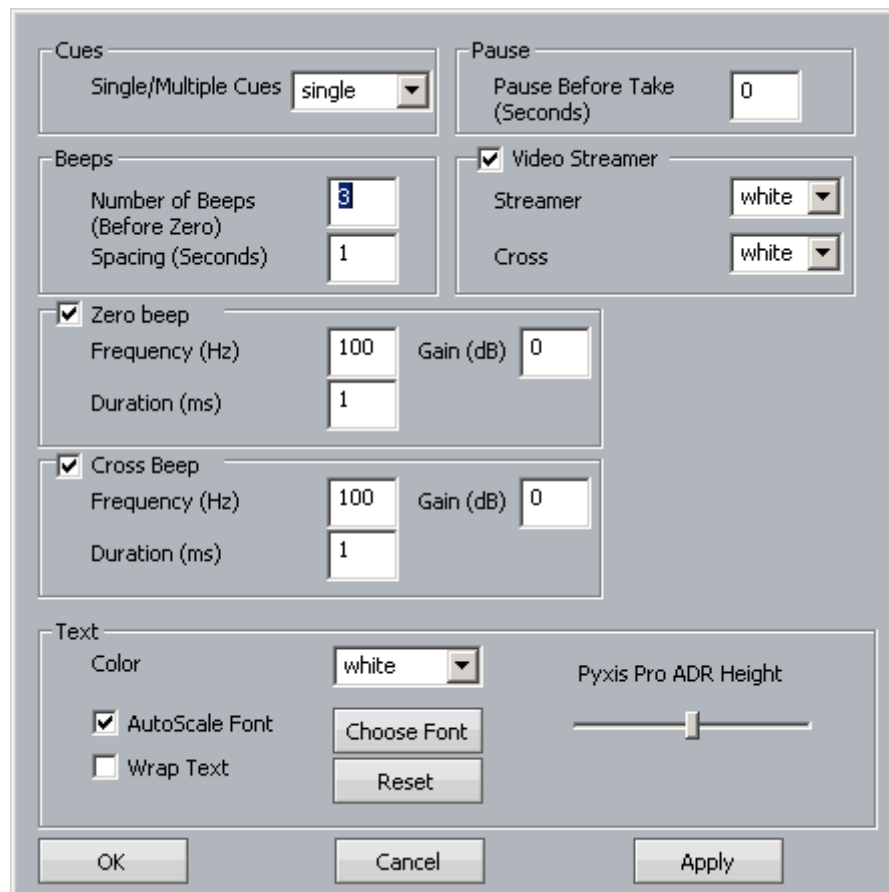 Cues
Single/Multiple Cues single
Pause
Pause Before Take
(Seconds)
0
Beeps
Number of Beeps
(Before Zero)
3
Spacing (Seconds) 1
Video Streamer
Streamer white
Cross white
Zero beep
Frequency (Hz) 100 Gain (dB) 0
Duration (ms) 1
Cross Beep
Frequency (Hz) 100 Gain (dB) 0
Duration (ms) 1
Text
Color white
Pyxis Pro ADR Height
AutoScale Font Choose Font
Wrap Text Reset
OK Cancel Apply